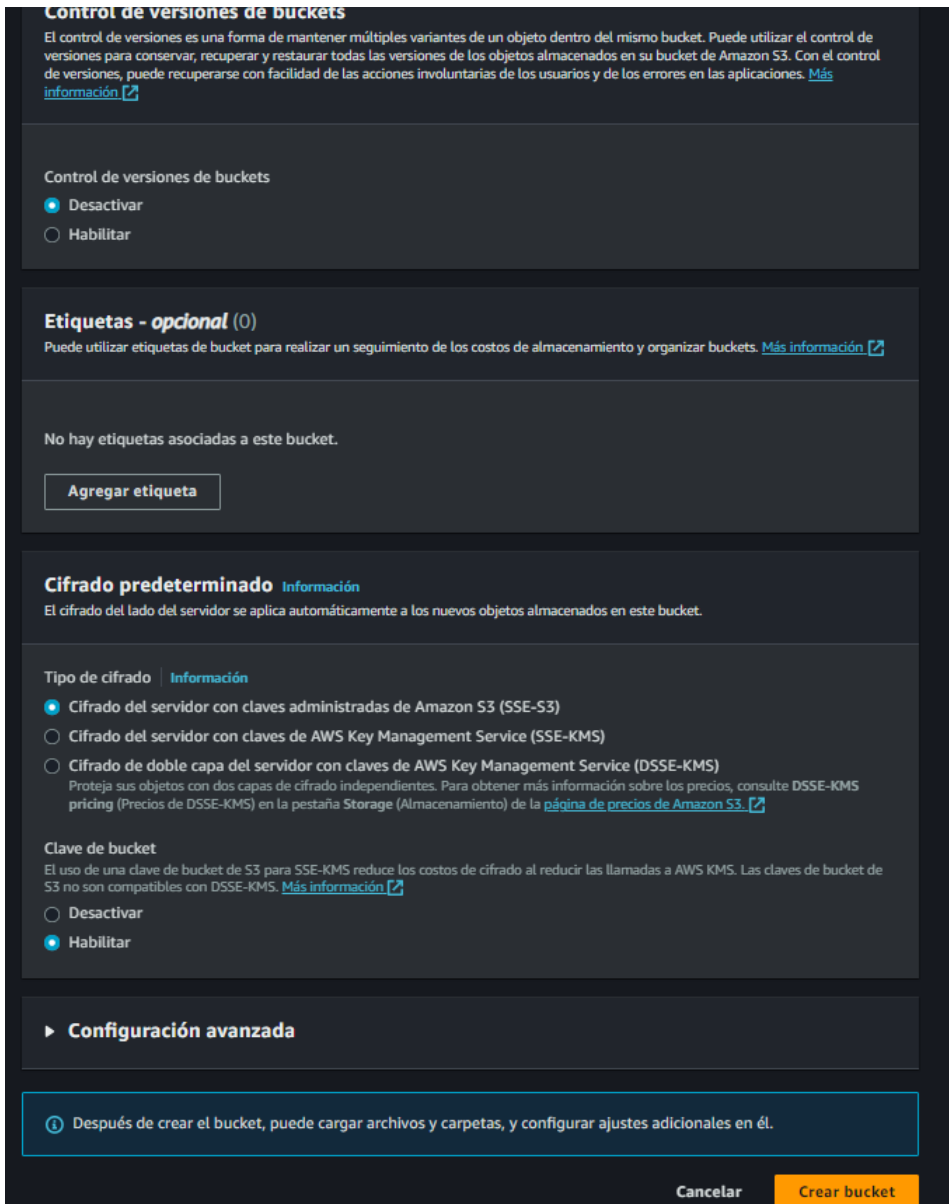 Control de versiones de buckets
El control de versiones es una forma de mantener múltiples variantes de un objeto dentro del mismo bucket. Puede utilizar el control de
versiones para conservar, recuperar y restaurar todas las versiones de los objetos almacenados en su bucket de Amazon S3. Con el control
de versiones, puede recuperarse con facilidad de las acciones involuntarias de los usuarios y de los errores en las aplicaciones. Más
información
Control de versiones de buckets
Desactivar
Habilitar
Etiquetas - opcional (0)
Puede utilizar etiquetas de bucket para realizar un seguimiento de los costos de almacenamiento y organizar buckets. Más información
No hay etiquetas asociadas a este bucket.
Agregar etiqueta
Cifrado predeterminado Información
El cifrado del lado del servidor se aplica automáticamente a los nuevos objetos almacenados en este bucket.
Tipo de cifrado Información
Cifrado del servidor con claves administradas de Amazon S3 (SSE-S3)
Cifrado del servidor con claves de AWS Key Management Service (SSE-KMS)
Cifrado de doble capa del servidor con claves de AWS Key Management Service (DSSE-KMS)
Proteja sus objetos con dos capas de cifrado independientes. Para obtener más información sobre los precios, consulte DSSE-KMS
pricing (Precios de DSSE-KMS) en la pestaña Storage (Almacenamiento) de la página de precios de Amazon S3.
Clave de bucket
El uso de una clave de bucket de S3 para SSE-KMS reduce los costos de cifrado al reducir las llamadas a AWS KMS. Las claves de bucket de
S3 no son compatibles con DSSE-KMS. Más información
Desactivar
Habilitar
Configuración avanzada
Después de crear el bucket, puede cargar archivos y carpetas, y configurar ajustes adicionales en él.
Cancelar Crear bucket